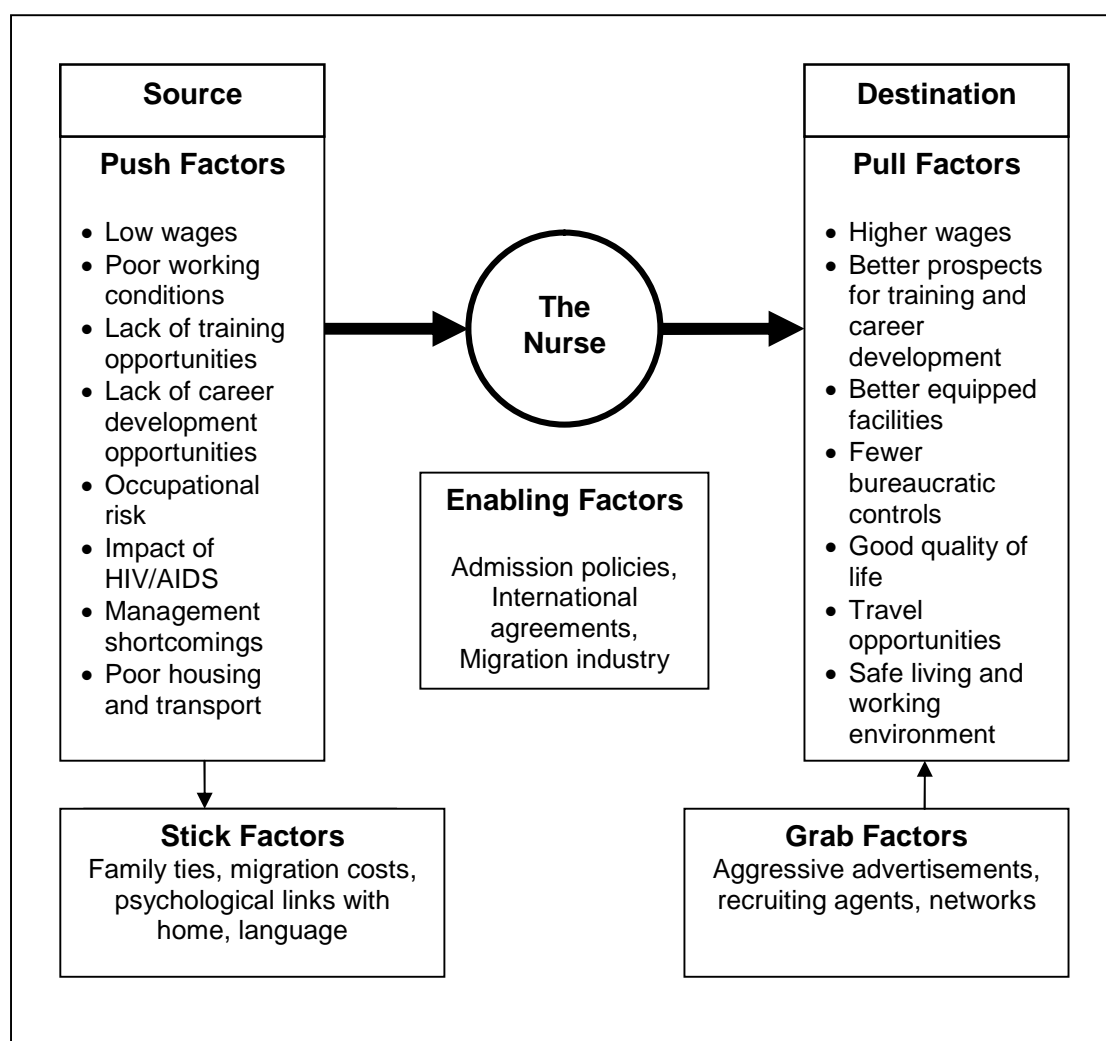 Source
Push Factors
• Low wages
• Poor working
conditions
• Lack of training
opportunities
• Lack of career
development
opportunities
• Occupational
risk
• Impact of
HIV/AIDS
• Management
shortcomings
• Poor housing
and transport
Stick Factors
Family ties, migration costs,
psychological links with
home, language
The
Nurse
Enabling Factors
Admission policies,
International
agreements,
Migration industry
Destination
Pull Factors
• Higher wages
• Better prospects
for training and
career
development
• Better equipped
facilities
• Fewer
bureaucratic
controls
• Good quality of
life
• Travel
opportunities
• Safe living and
working
environment
Grab Factors
Aggressive advertisements,
recruiting agents, networks